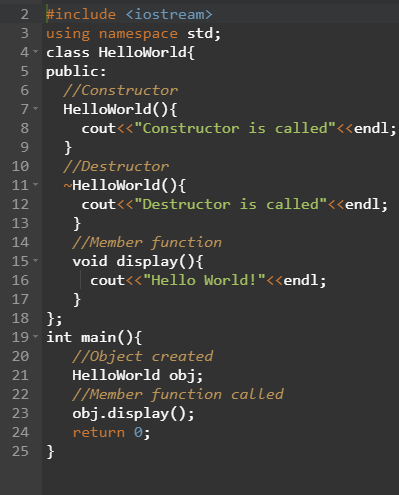 2 #include <iostream>
3 using namespace std;
4 class HelloWorld{
5 public:
6 //Constructor
7 HelloWorld(){
8 cout<<"Constructor is called"<<endl;
9 }
10 //Destructor
11 ~HelloWorld(){
12 cout<<"Destructor is called"<<endl;
13 }
14 //Member function
15 void display(){
16 cout<<"Hello World!"<<endl;
17 }
18 };
19 int main(){
20 //Object created
21 HelloWorld obj;
22 //Member function called
23 obj.display();
24 return 0;
25 }